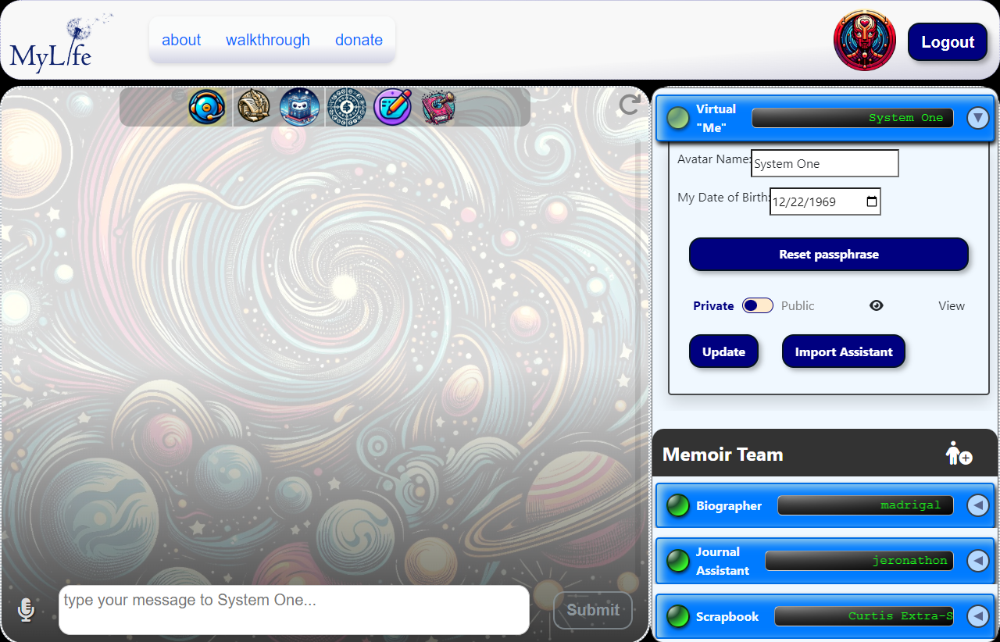 MyLife
about walkthrough donate
Logout
Virtual "Me"
System One
Avatar Name:
System One
My Date of Birth:
12/22/1969
Reset passphrase
Private
Public
View
Update
Import Assistant
Memoir Team
Biographer
madrigal
Journal Assistant
jeronathon
Scrapbook
Curtis Extra-S
type your message to System One...
Submit